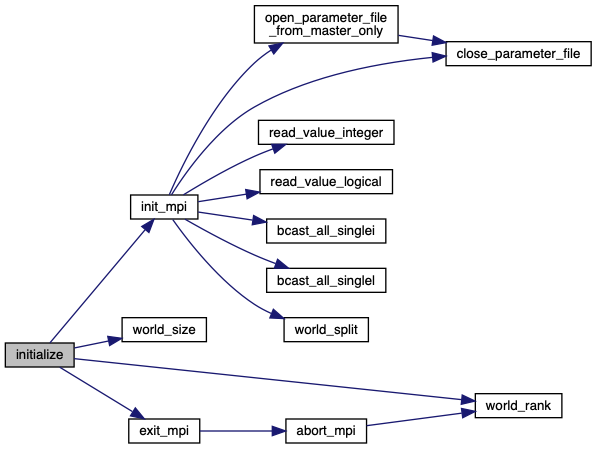 open_parameter_file
_from_master_only
close_parameter_file
read_value_integer
read_value_logical
init_mpi
bcast_all_singlei
bcast_all_singlel
world_size
world_split
initialize
world_rank
exit_mpi
abort_mpi